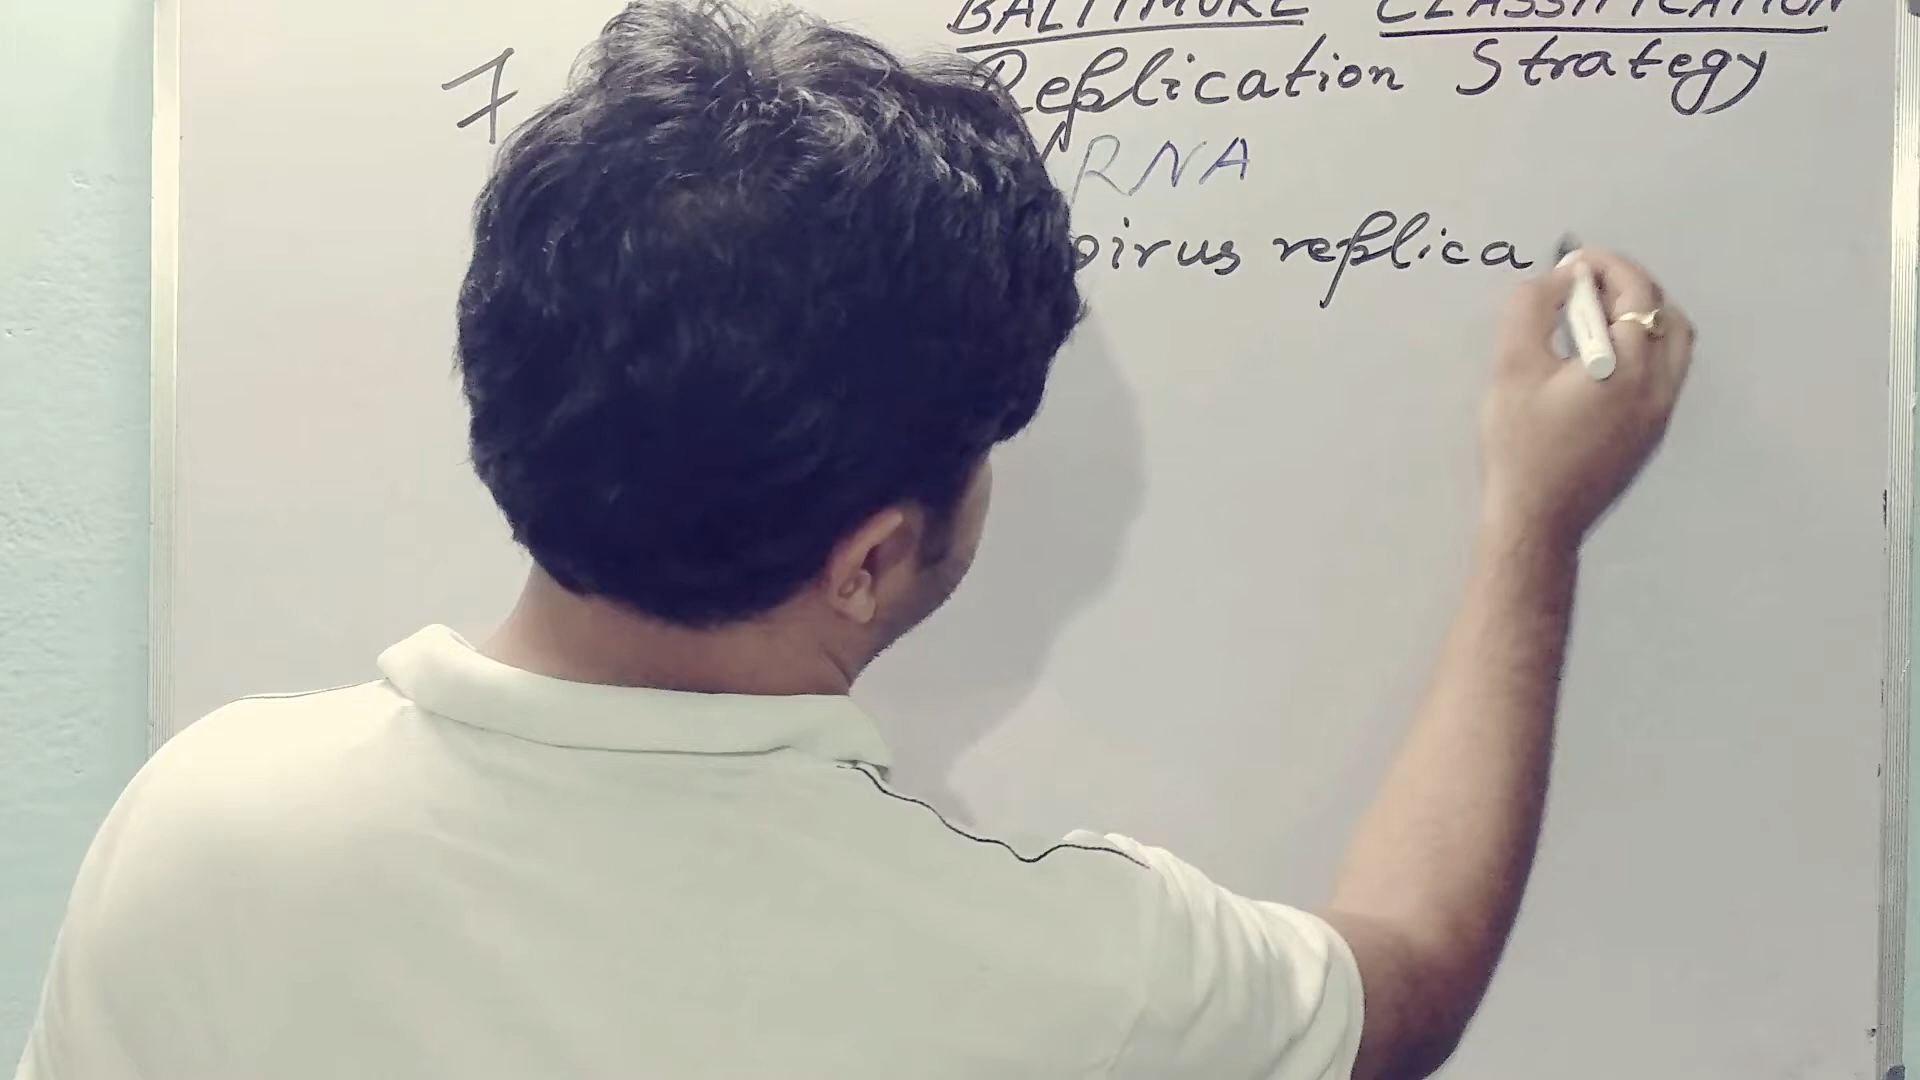 BALTIMORE CLASSIFICATION
7 Replication Strategy
RNA
virus replica